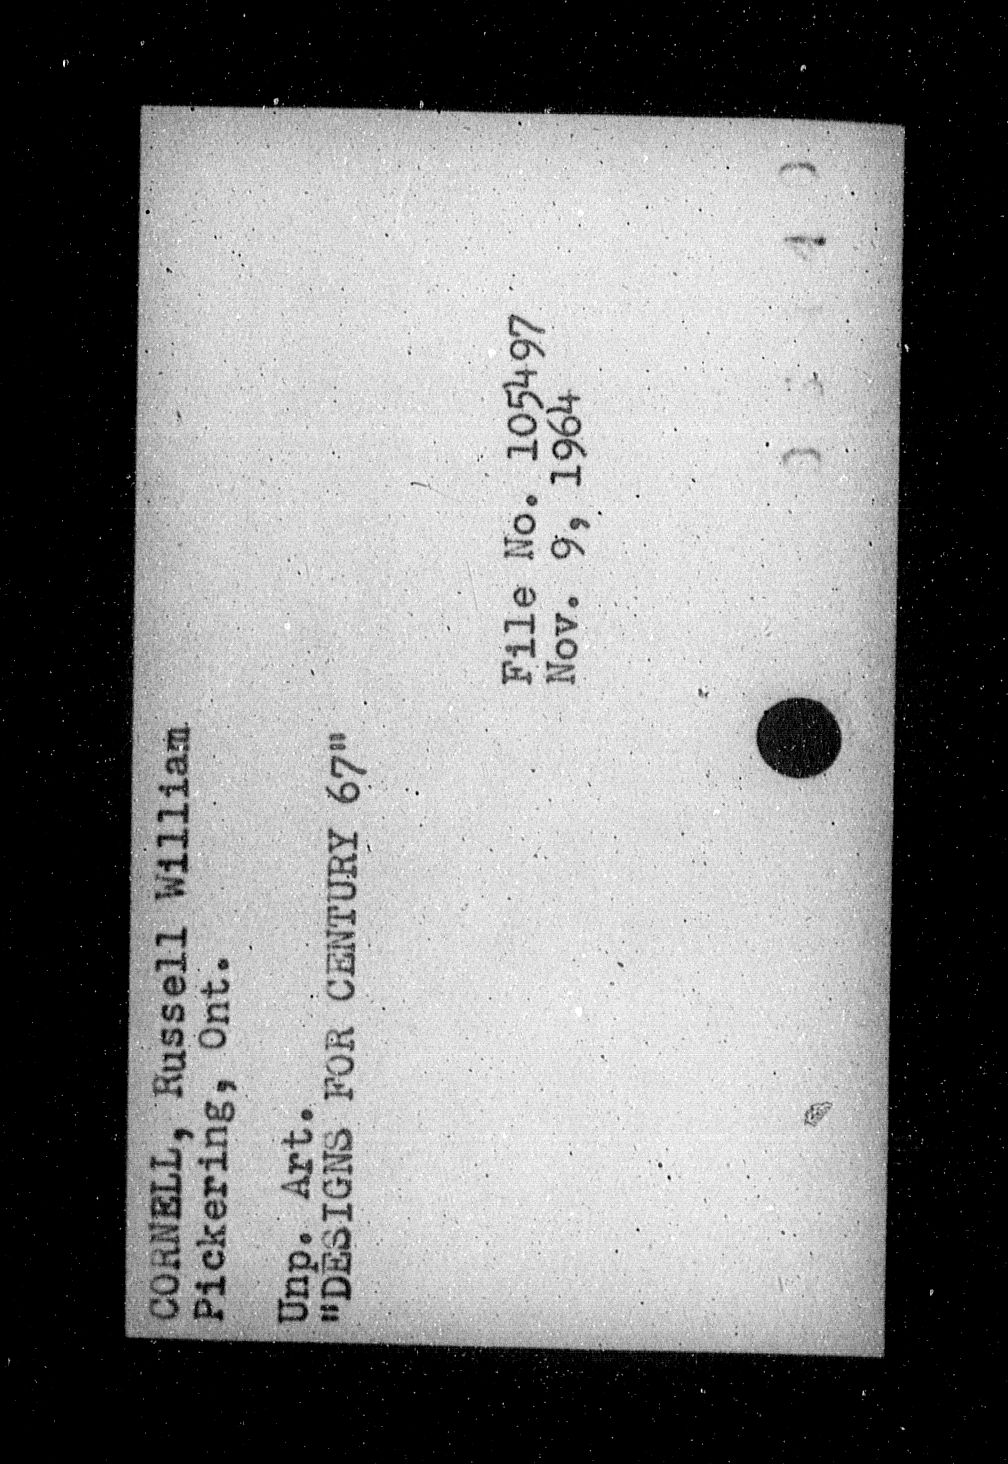 CORNELL, Russell William
Pickering, Ont.
Unp. Art.
"DESIGNS FOR CENTURY 67"
File No. 105497
Nov. 9, 1964